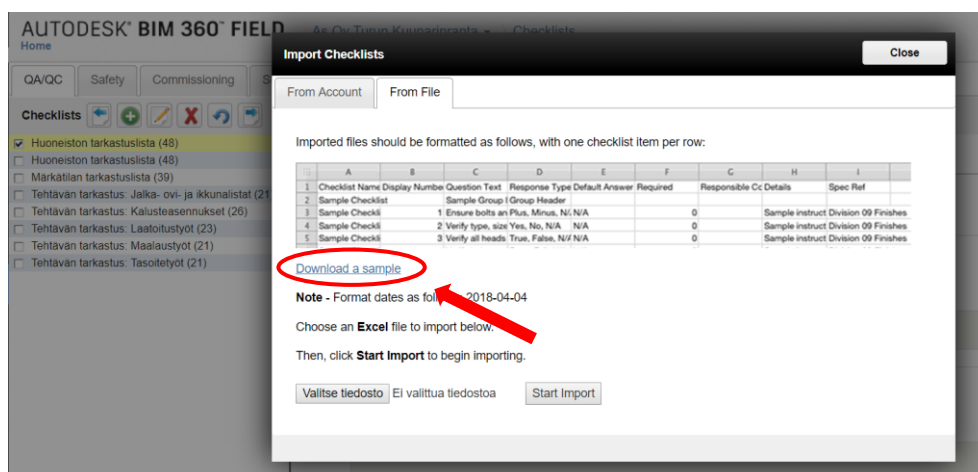 AUTODESK® BIM 360™ FIELD
As Oy Turun Kuunarinranta Checklists
Home
Import Checklists
Close
QA/QC Safety Commissioning S
From Account From File
Checklists
Huoneiston tarkastuslista (48)
Huoneiston tarkastuslista (48)
Märkätilan tarkastuslista (39)
Tehtävän tarkastus: Jalka- ovi- ja ikkunalistat (21
Tehtävän tarkastus: Kalusteasennukset (26)
Tehtävän tarkastus: Laatoitustyöt (23)
Tehtävän tarkastus: Maalaustyöt (21)
Tehtävän tarkastus: Tasoitetyöt (21)
Imported files should be formatted as follows, with one checklist item per row:
A B C D E F G H I
1 Checklist Name Display Numbe Question Text Response Type Default Answer Required Responsible Cc Details Spec Ref
2 Sample Checklist Sample Group I Group Header
3 Sample Checkli 1 Ensure bolts an Plus, Minus, N/ N/A 0 Sample instruct Division 09 Finishes
4 Sample Checkli 2 Verify type, size Yes, No, N/A N/A 0 Sample instruct Division 09 Finishes
5 Sample Checkli 3 Verify all heads True, False, N/A N/A 0 Sample instruct Division 09 Finishes
Download a sample
Note - Format dates as follo 2018-04-04
Choose an Excel file to import below.
Then, click Start Import to begin importing.
Valitse tiedosto Ei valittua tiedostoa Start Import